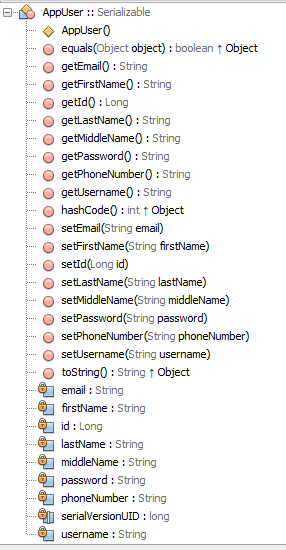 AppUser :: Serializable
AppUser()
equals(Object object) : boolean ↑ Object
getEmail() : String
getFirstName() : String
getId() : Long
getLastName() : String
getMiddleName() : String
getPassword() : String
getPhoneNumber() : String
getUsername() : String
hashCode() : int ↑ Object
setEmail(String email)
setFirstName(String firstName)
setId(Long id)
setLastName(String lastName)
setMiddleName(String middleName)
setPassword(String password)
setPhoneNumber(String phoneNumber)
setUsername(String username)
toString() : String ↑ Object
email : String
firstName : String
id : Long
lastName : String
middleName : String
password : String
phoneNumber : String
serialVersionUID : long
username : String